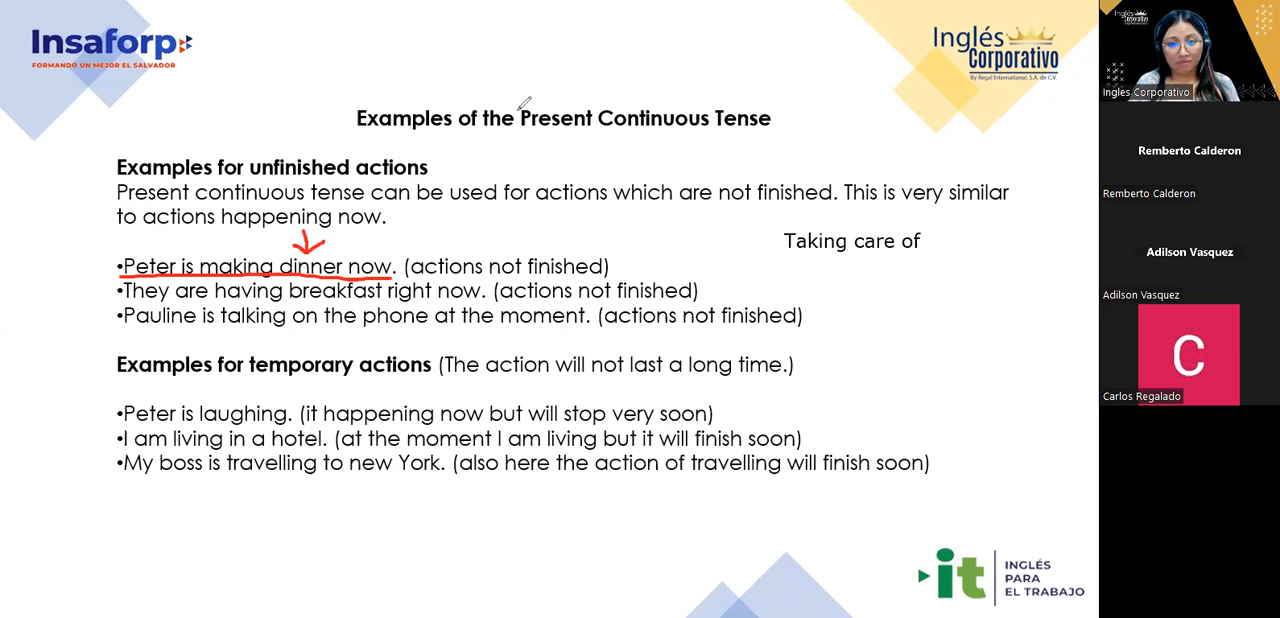 Insaforp
FORMANDO UN MEJOR EL SALVADOR
Inglés
Corporativo
By Regal International, S.A. de C.V.
Examples of the Present Continuous Tense
Examples for unfinished actions
Present continuous tense can be used for actions which are not finished. This is very similar
to actions happening now.
Taking care of
•Peter is making dinner now. (actions not finished)
•They are having breakfast right now. (actions not finished)
•Pauline is talking on the phone at the moment. (actions not finished)
Examples for temporary actions (The action will not last a long time.)
•Peter is laughing. (it happening now but will stop very soon)
•I am living in a hotel. (at the moment I am living but it will finish soon)
•My boss is travelling to new York. (also here the action of travelling will finish soon)
it
INGLÉS
PARA
EL TRABAJO
Inglés
Corporativo
Ingles Corporativo
Remberto Calderon
Remberto Calderon
Adilson Vasquez
Adilson Vasquez
C
Carlos Regalado